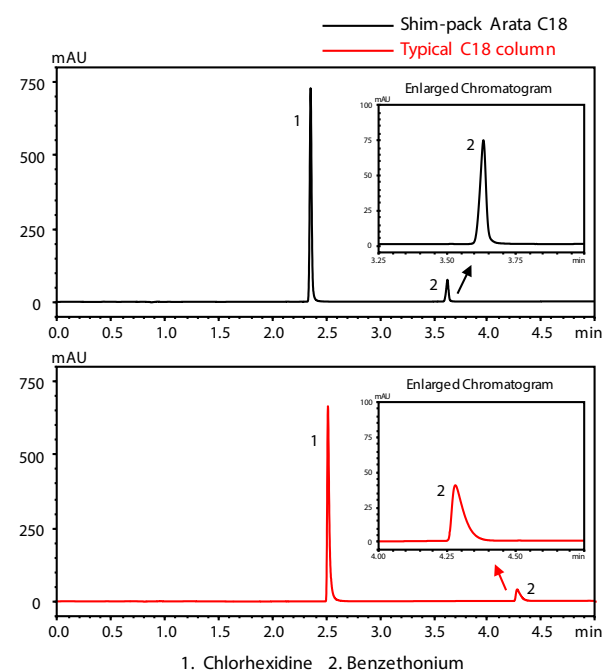 Shim-pack Arata C18
Typical C18 column
mAU
750
500
250
0
0.0 0.5 1.0 1.5 2.0 2.5 3.0 3.5 4.0 4.5 min
1
2
Enlarged Chromatogram
mAU
100
75
50
25
0
2
3.25 3.50 3.75 min
mAU
750
500
250
0
0.0 0.5 1.0 1.5 2.0 2.5 3.0 3.5 4.0 4.5 min
1
2
Enlarged Chromatogram
mAU
100
75
50
25
0
2
4.00 4.25 4.50 min
1. Chlorhexidine 2. Benzethonium